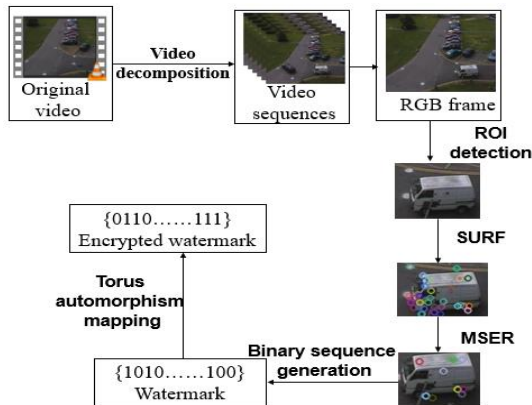 Original
video
Video
decomposition
Video
sequences
RGB frame
ROI
detection
SURF
MSER
Binary sequence
generation
{1010......100}
Watermark
Torus
automorphism
mapping
{0110......111}
Encrypted watermark